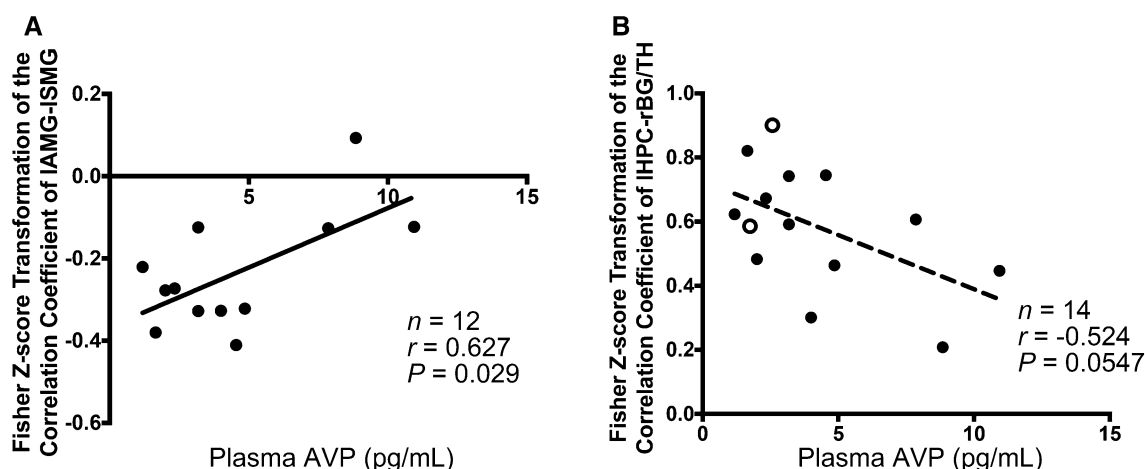 A
Fisher Z-score Transformation of the
Correlation Coefficient of lAMG-lSMG
0.2
0.0
-0.2
-0.4
-0.6
5
10
15
n = 12
r = 0.627
P = 0.029
Plasma AVP (pg/mL)
B
Fisher Z-score Transformation of the
Correlation Coefficient of lHPC-rBG/TH
1.0
0.8
0.6
0.4
0.2
0.0
0
5
10
15
n = 14
r = -0.524
P = 0.0547
Plasma AVP (pg/mL)